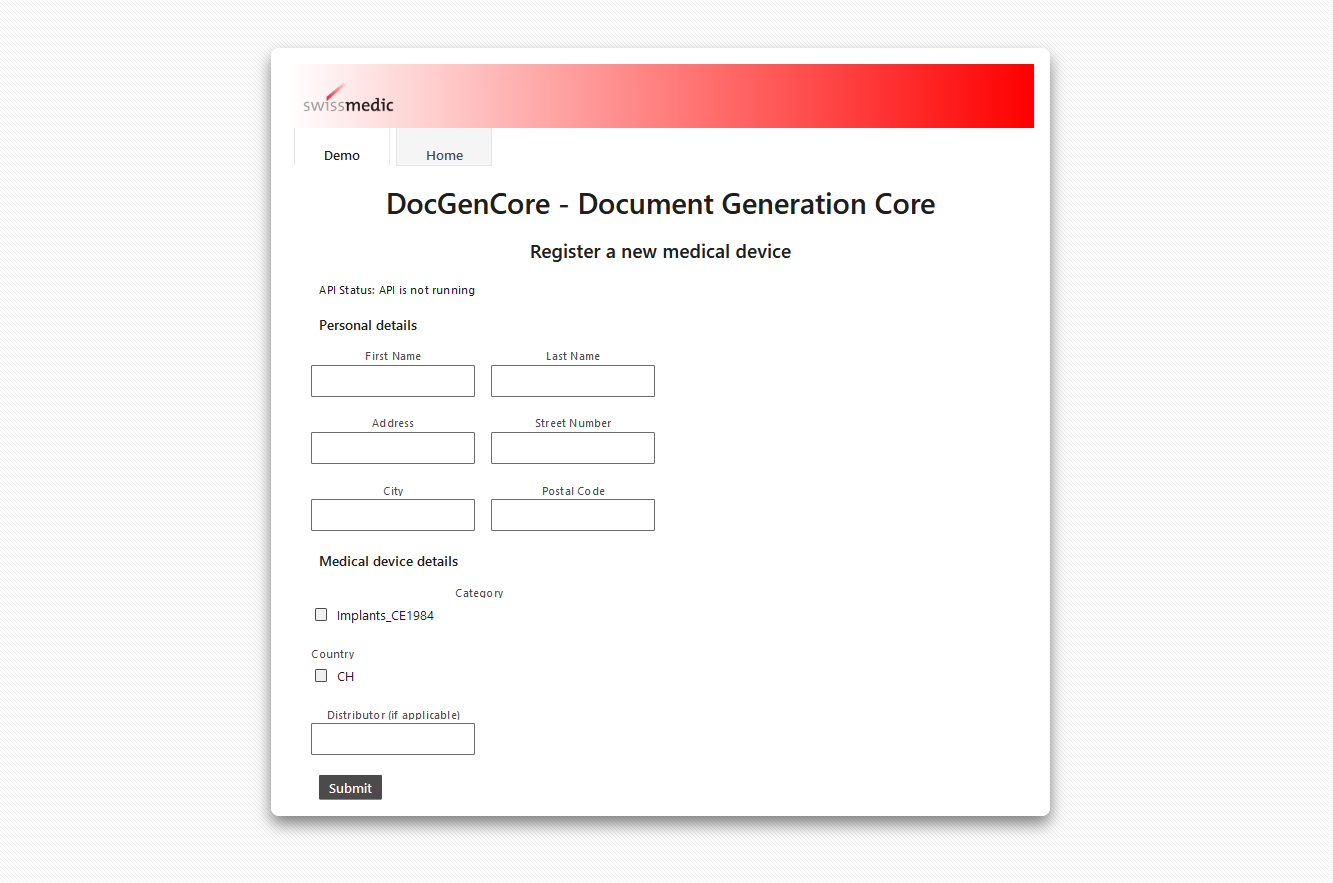 swissmedic
Demo Home
DocGenCore - Document Generation Core
Register a new medical device
API Status: API is not running
Personal details
First Name Last Name
Address Street Number
City Postal Code
Medical device details
Category
Implants_CE1984
Country
CH
Distributor (if applicable)
Submit